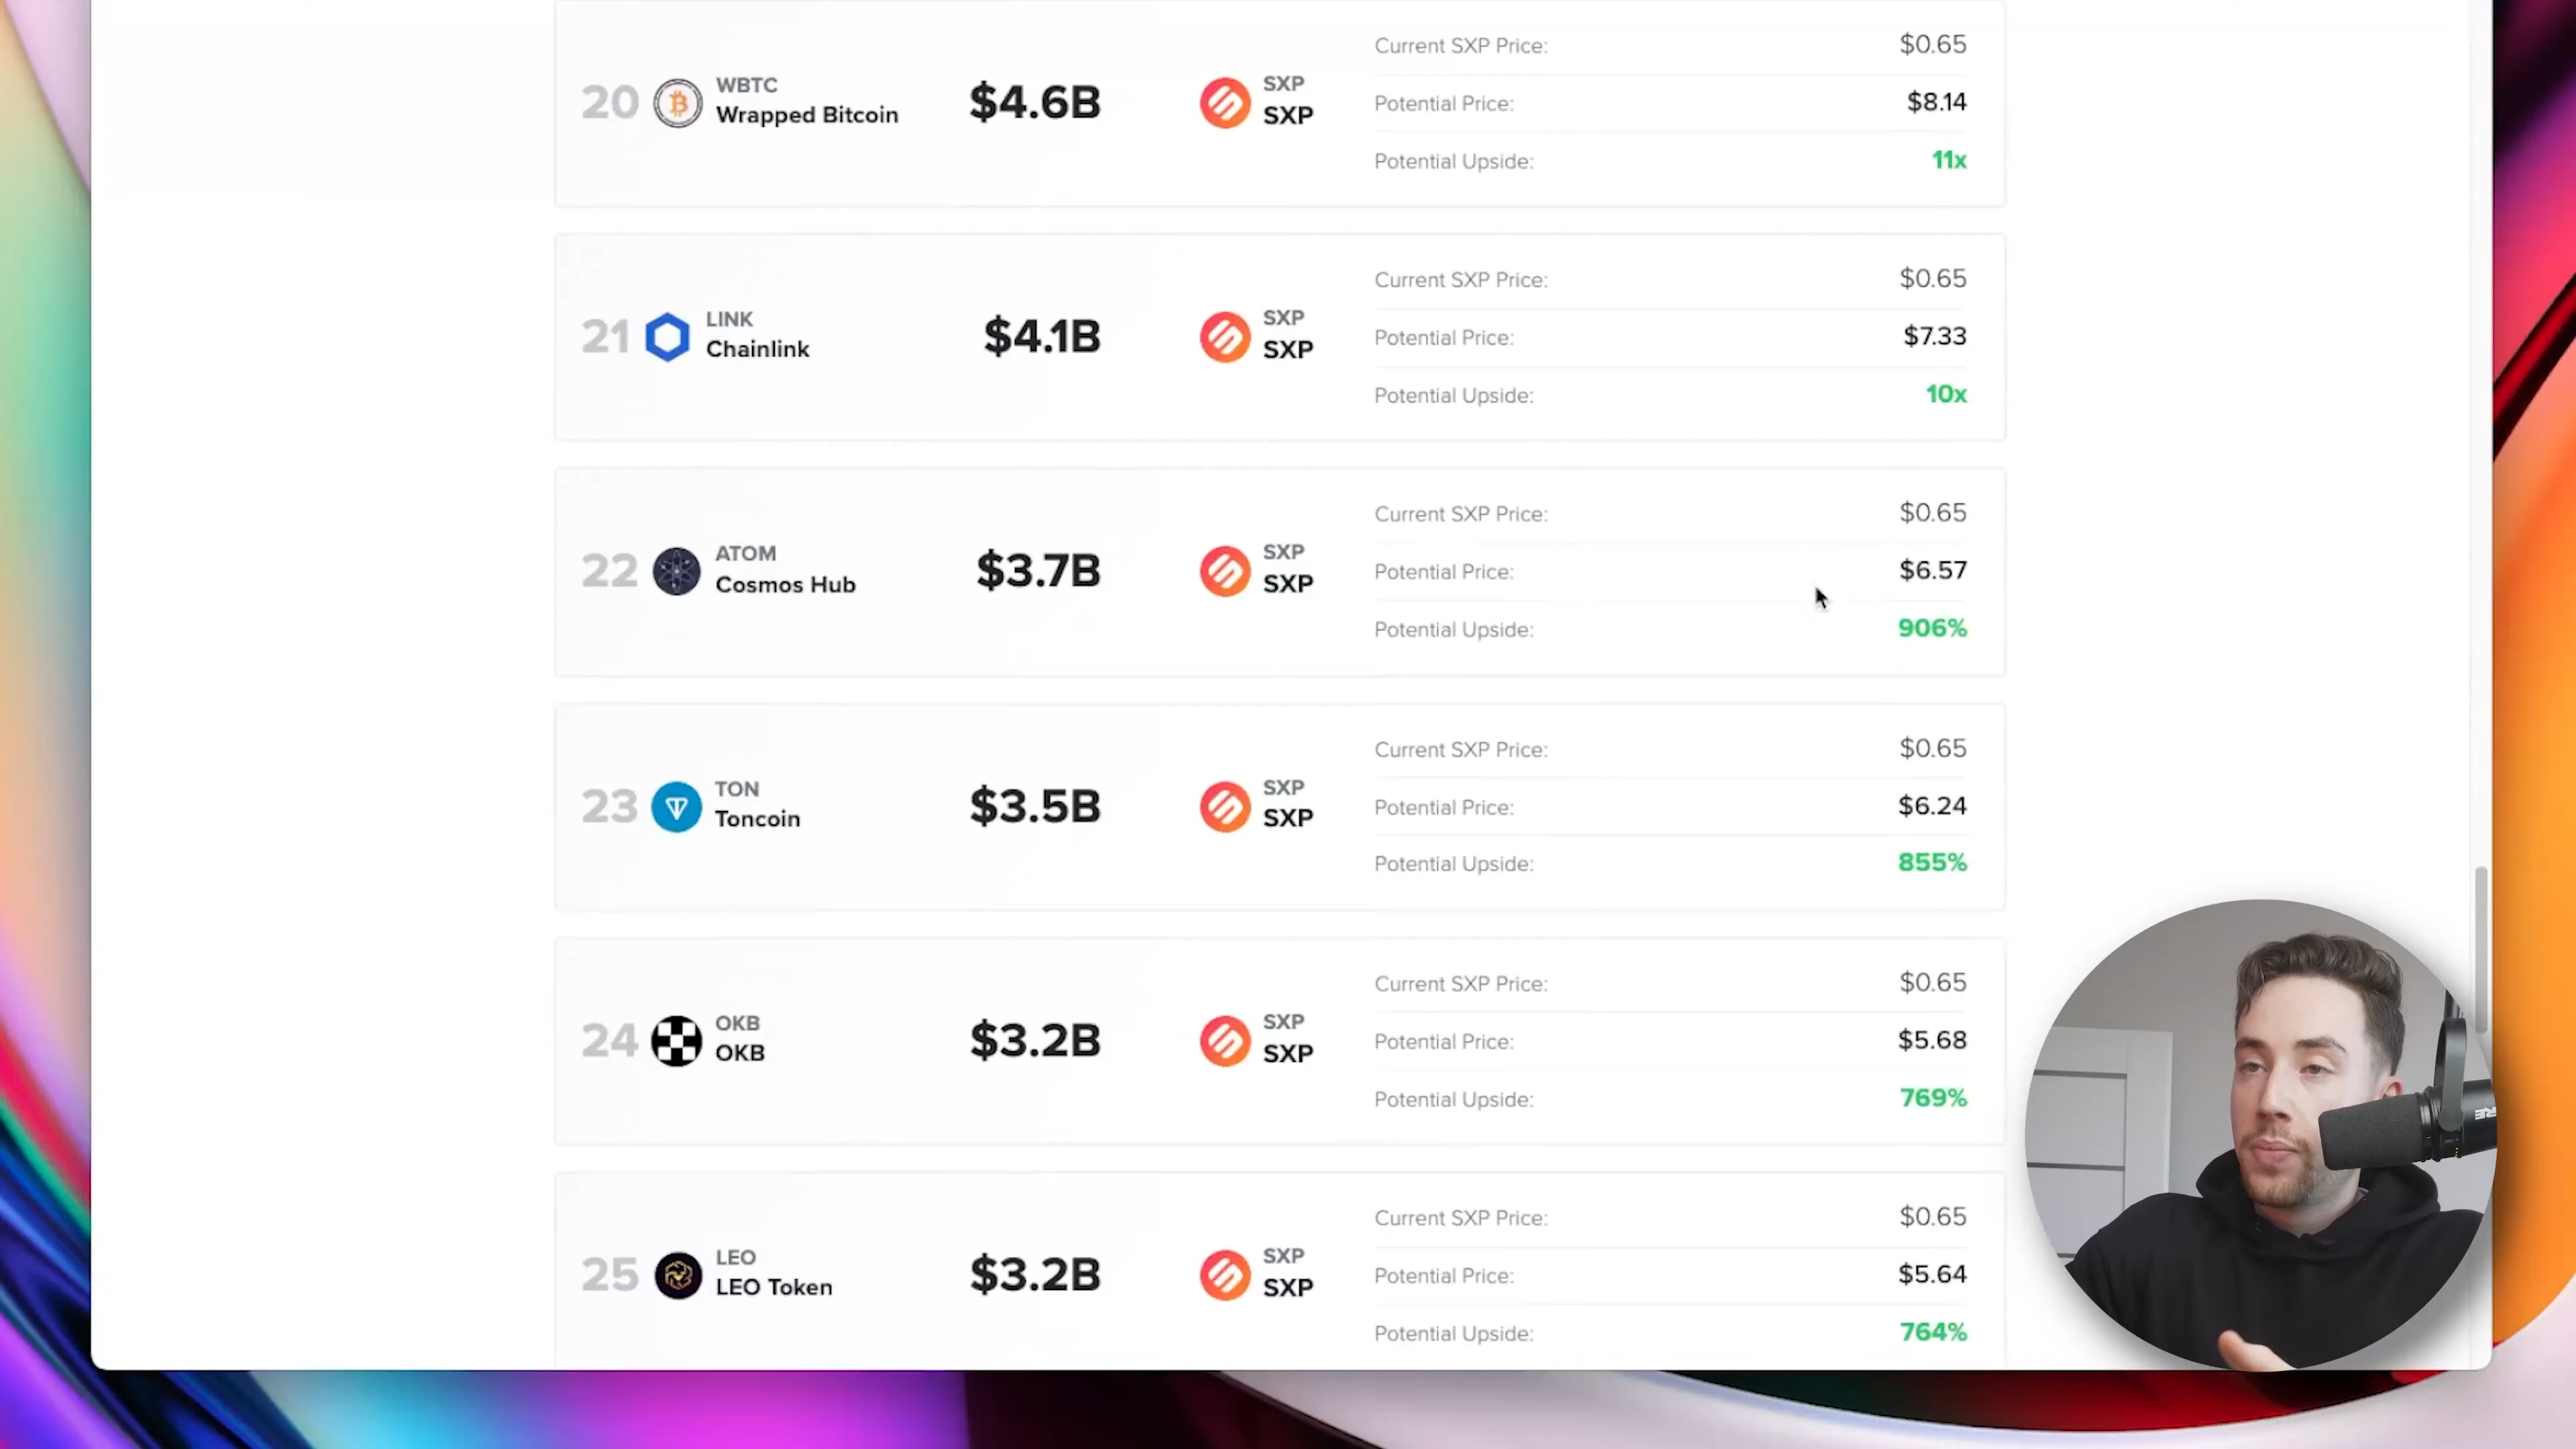 20
WBTC
Wrapped Bitcoin
$4.6B
SXP
SXP
Current SXP Price: $0.65
Potential Price: $8.14
Potential Upside: 11x
21
LINK
Chainlink
$4.1B
SXP
SXP
Current SXP Price: $0.65
Potential Price: $7.33
Potential Upside: 10x
22
ATOM
Cosmos Hub
$3.7B
SXP
SXP
Current SXP Price: $0.65
Potential Price: $6.57
Potential Upside: 906%
23
TON
Toncoin
$3.5B
SXP
SXP
Current SXP Price: $0.65
Potential Price: $6.24
Potential Upside: 855%
24
OKB
OKB
$3.2B
SXP
SXP
Current SXP Price: $0.65
Potential Price: $5.68
Potential Upside: 769%
25
LEO
LEO Token
$3.2B
SXP
SXP
Current SXP Price: $0.65
Potential Price: $5.64
Potential Upside: 764%